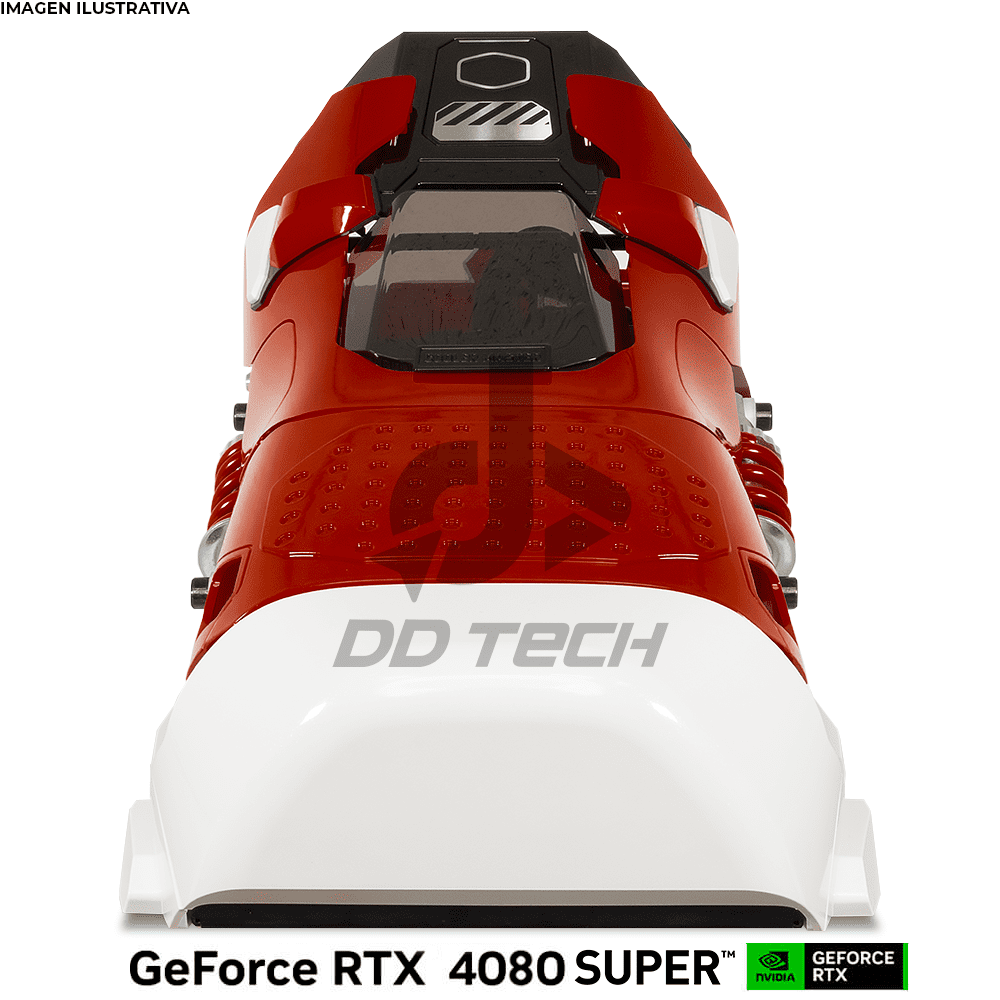 IMAGEN ILUSTRATIVA
DD TECH
GeForce RTX 4080 SUPER™
NVIDIA
GEFORCE
RTX